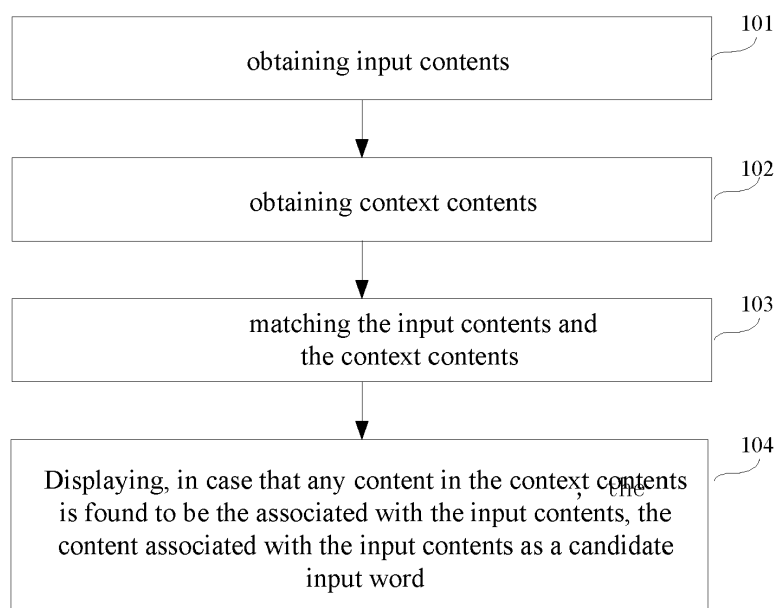 101
obtaining input contents
102
obtaining context contents
103
matching the input contents and
the context contents
104
Displaying, in case that any content in the context contents
, the
is found to be the associated with the input contents, the
content associated with the input contents as a candidate
input word